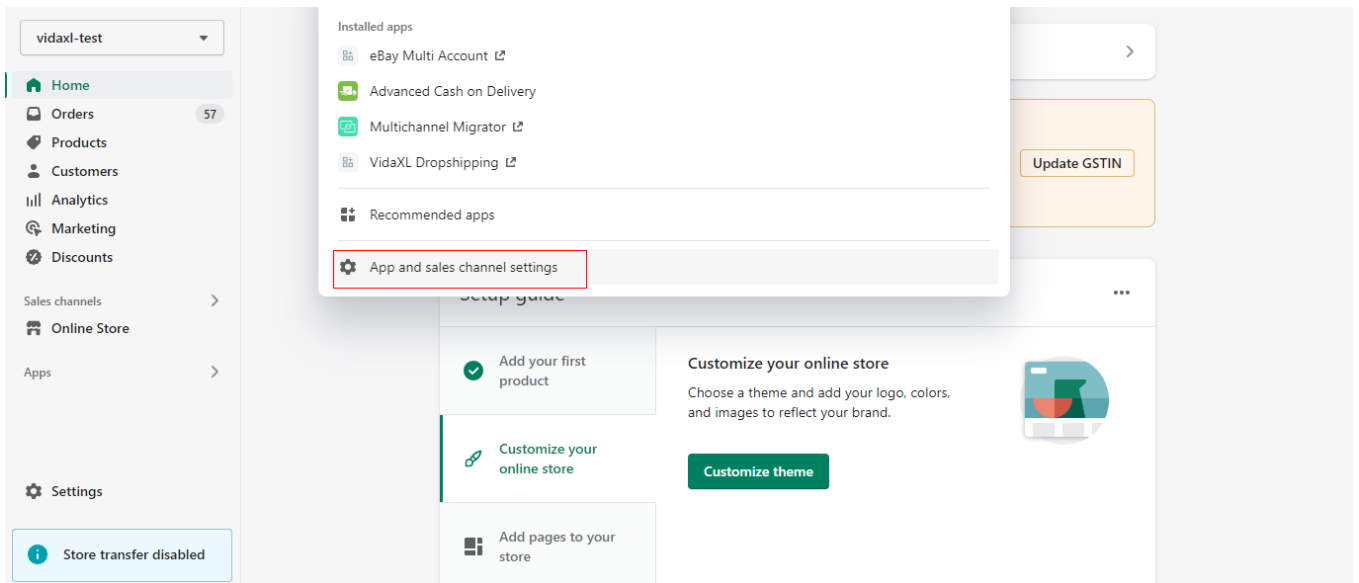 vidaxl-test
Home
Orders 57
Products
Customers
Analytics
Marketing
Discounts
Sales channels
Online Store
Apps
Settings
Store transfer disabled
Installed apps
eBay Multi Account
Advanced Cash on Delivery
Multichannel Migrator
VidaXL Dropshipping
Recommended apps
App and sales channel settings
Update GSTIN
Setup guide
Add your first
product
Customize your
online store
Add pages to your
store
Customize your online store
Choose a theme and add your logo, colors,
and images to reflect your brand.
Customize theme